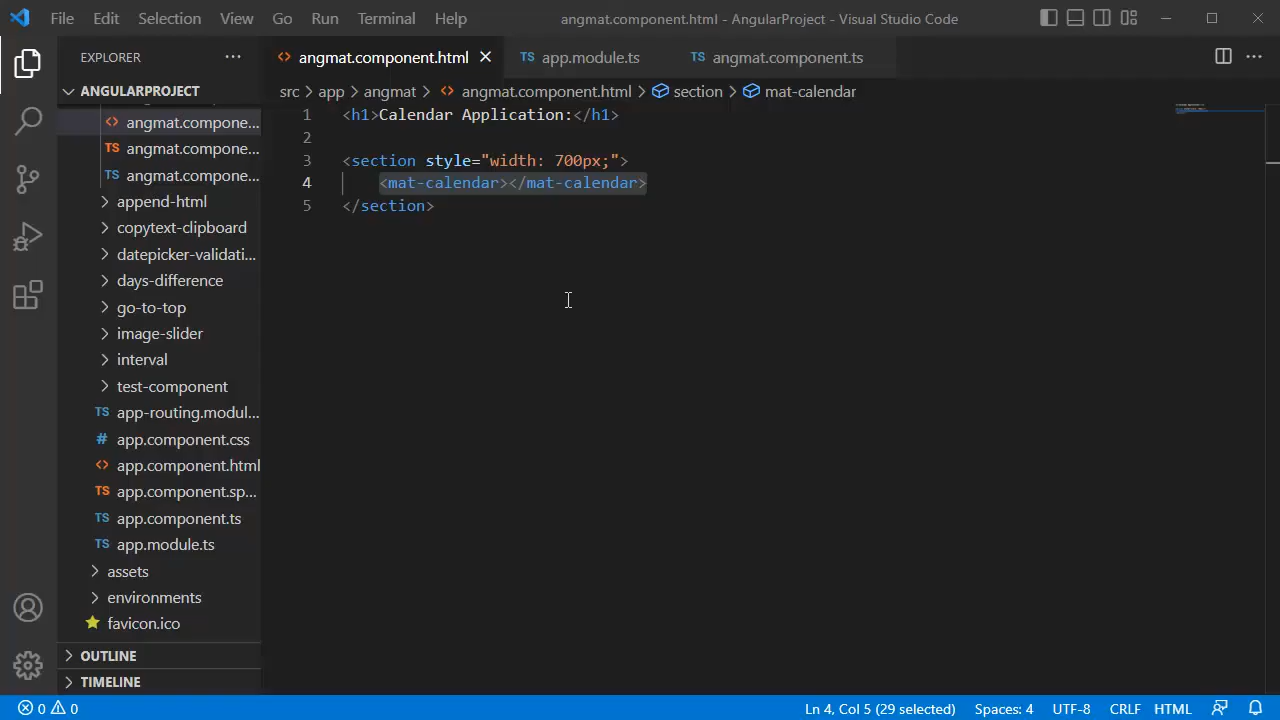 File Edit Selection View Go Run Terminal Help angmat.component.html - AngularProject - Visual Studio Code
EXPLORER ···
angmat.component.html
TS app.module.ts
TS angmat.component.ts
ANGULARPROJECT
src > app > angmat > angmat.component.html > section > mat-calendar
angmat.compone...
TS angmat.compone...
TS angmat.compone...
append-html
copytext-clipboard
datepicker-validati...
days-difference
go-to-top
image-slider
interval
test-component
TS app-routing.modul...
# app.component.css
app.component.html
TS app.component.sp...
TS app.component.ts
TS app.module.ts
assets
environments
favicon.ico
OUTLINE
TIMELINE
1 <h1>Calendar Application:</h1>
2
3 <section style="width: 700px;">
4 <mat-calendar></mat-calendar>
5 </section>
0 0 Ln 4, Col 5 (29 selected) Spaces: 4 UTF-8 CRLF HTML